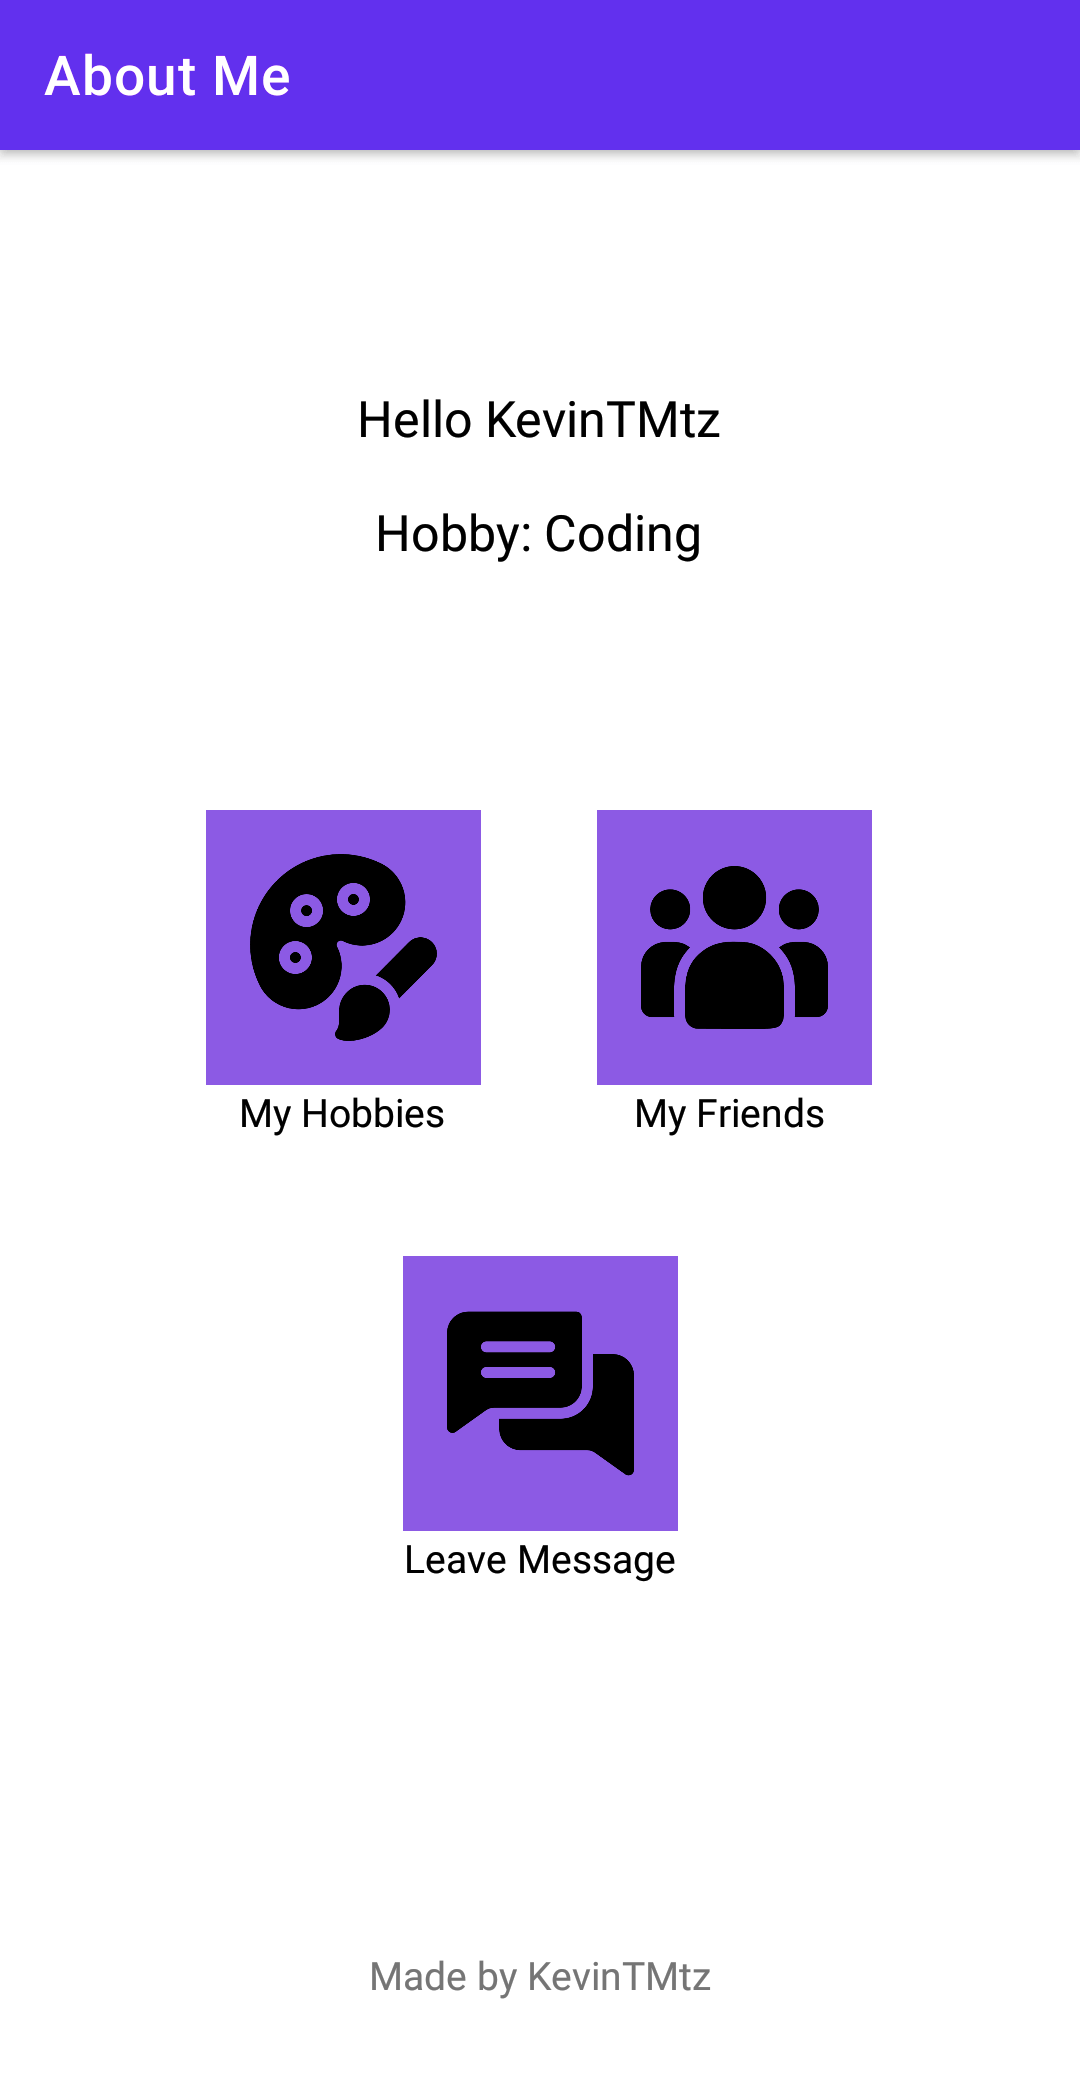 About Me
Hello KevinTMtz
Hobby: Coding
My Hobbies
My Friends
Leave Message
Made by KevinTMtz